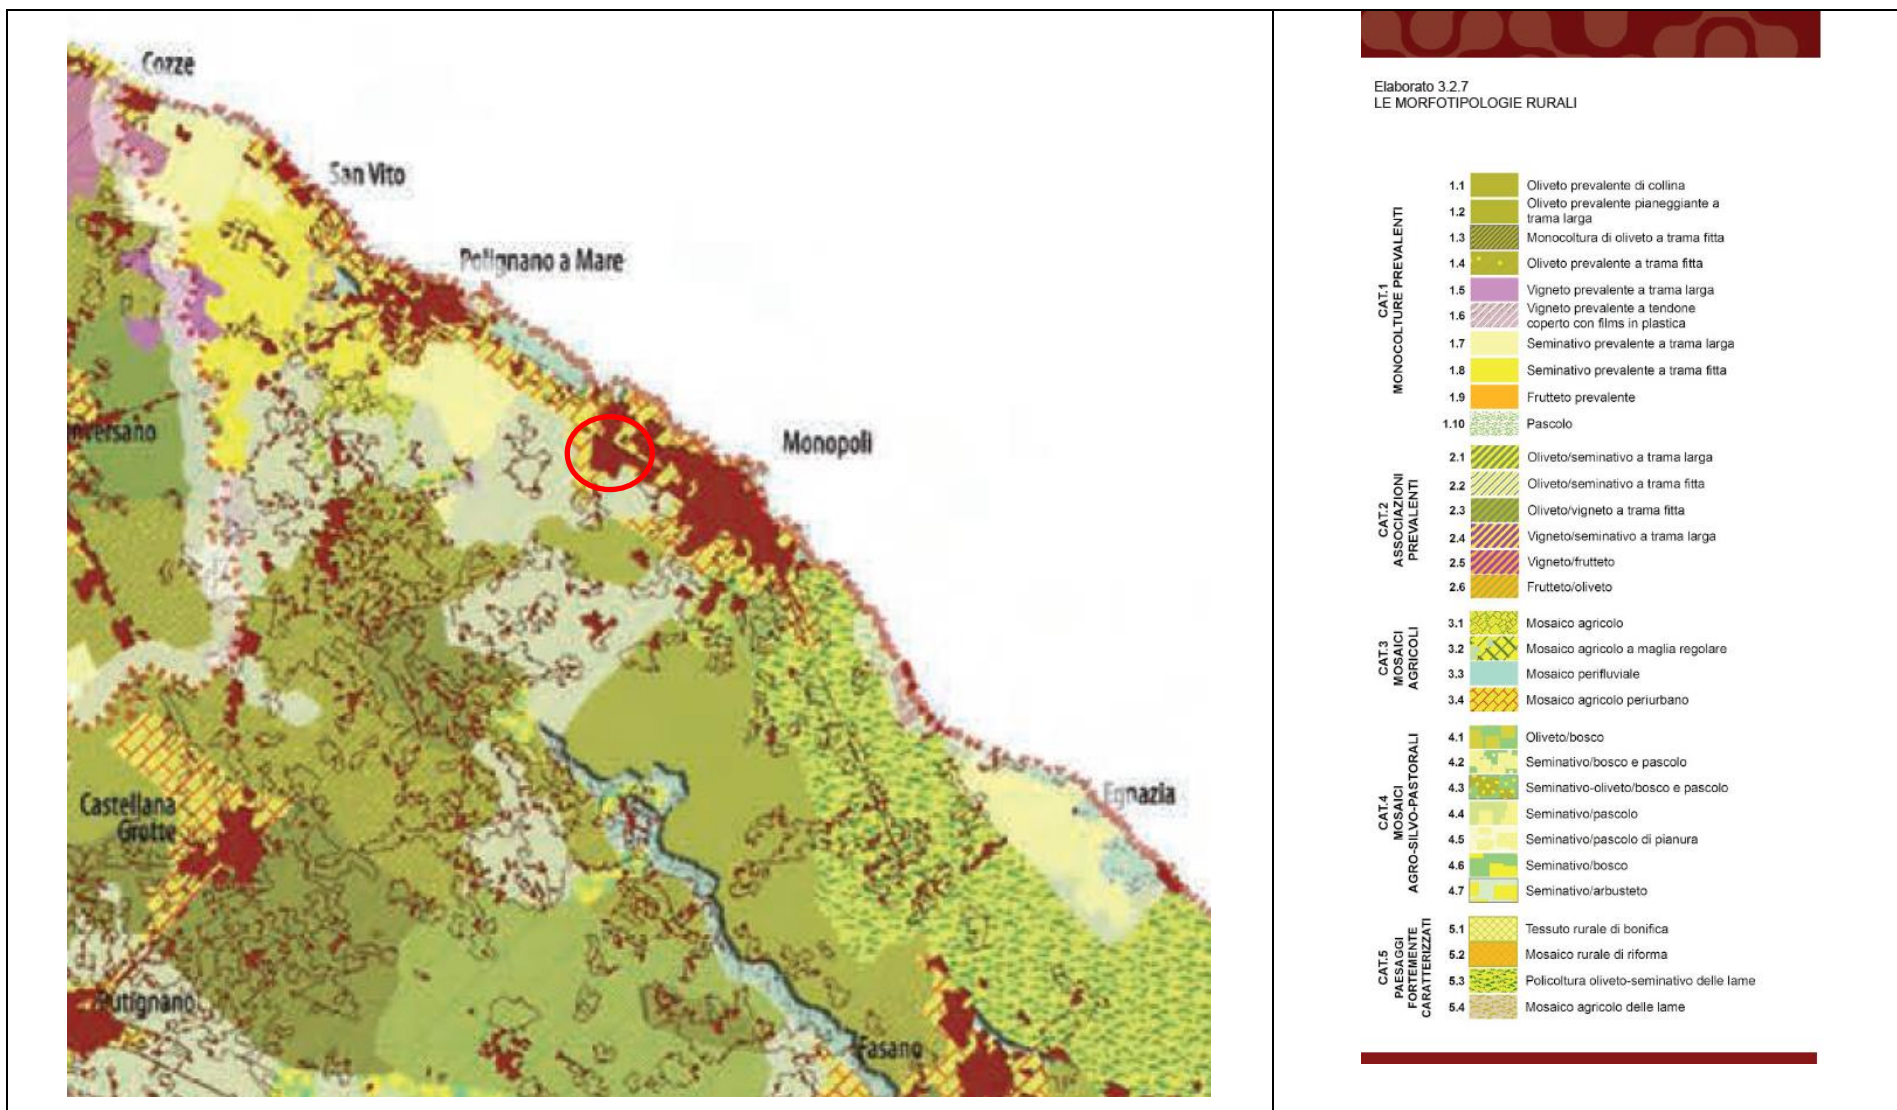 Cozze
San Vito
Polignano a Mare
Monopoli
Castellana
Grotte
Egnazia
Fasano
Elaborato 3.2.7
LE MORFOTIPOLOGIE RURALI
CAT.1
MONOCOLTURE PREVALENTI
1.1 Oliveto prevalente di collina
1.2 Oliveto prevalente pianeggiante a
trama larga
1.3 Monocoltura di oliveto a trama fitta
1.4 Oliveto prevalente a trama fitta
1.5 Vigneto prevalente a trama larga
1.6 Vigneto prevalente a tendone
coperto con films in plastica
1.7 Seminativo prevalente a trama larga
1.8 Seminativo prevalente a trama fitta
1.9 Frutteto prevalente
1.10 Pascolo
CAT.2
ASSOCIAZIONI
PREVALENTI
2.1 Oliveto/seminativo a trama larga
2.2 Oliveto/seminativo a trama fitta
2.3 Oliveto/vigneto a trama fitta
2.4 Vigneto/seminativo a trama larga
2.5 Vigneto/frutteto
2.6 Frutteto/oliveto
CAT.3
MOSAICI
AGRICOLI
3.1 Mosaico agricolo
3.2 Mosaico agricolo a maglia regolare
3.3 Mosaico perifluviale
3.4 Mosaico agricolo periurbano
CAT.4
MOSAICI
AGRO-SILVO-PASTORALI
4.1 Oliveto/bosco
4.2 Seminativo/bosco e pascolo
4.3 Seminativo-oliveto/bosco e pascolo
4.4 Seminativo/pascolo
4.5 Seminativo/pascolo di pianura
4.6 Seminativo/bosco
4.7 Seminativo/arbusteto
CAT.5
PAESAGGI
FORTEMENTE
CARATTERIZZATI
5.1 Tessuto rurale di bonifica
5.2 Mosaico rurale di riforma
5.3 Policoltura oliveto-seminativo delle lame
5.4 Mosaico agricolo delle lame